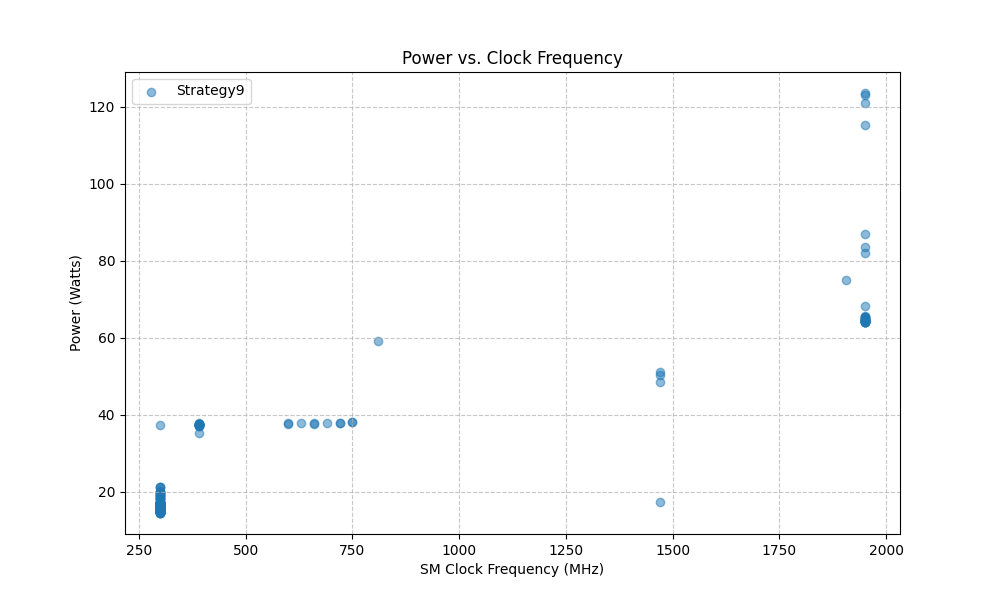 Power vs. Clock Frequency
Strategy9
Power (Watts)
120
100
80
60
40
20
250 500 750 1000 1250 1500 1750 2000
SM Clock Frequency (MHz)